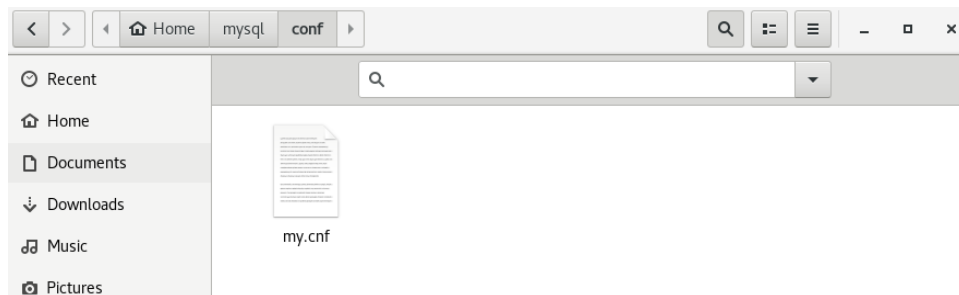 Home mysql conf
Recent
Home
Documents
Downloads
Music
Pictures
my.cnf